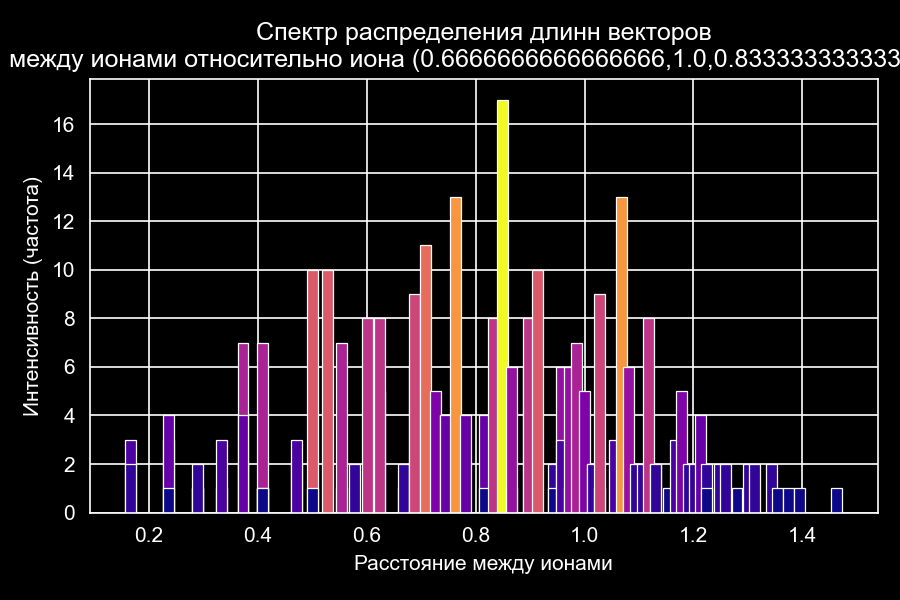 Спектр распределения длинн векторов
между ионами относительно иона (0.6666666666666666,1.0,0.833333333333
Интенсивность (частота)
16
14
12
10
8
6
4
2
0
0.2 0.4 0.6 0.8 1.0 1.2 1.4
Расстояние между ионами